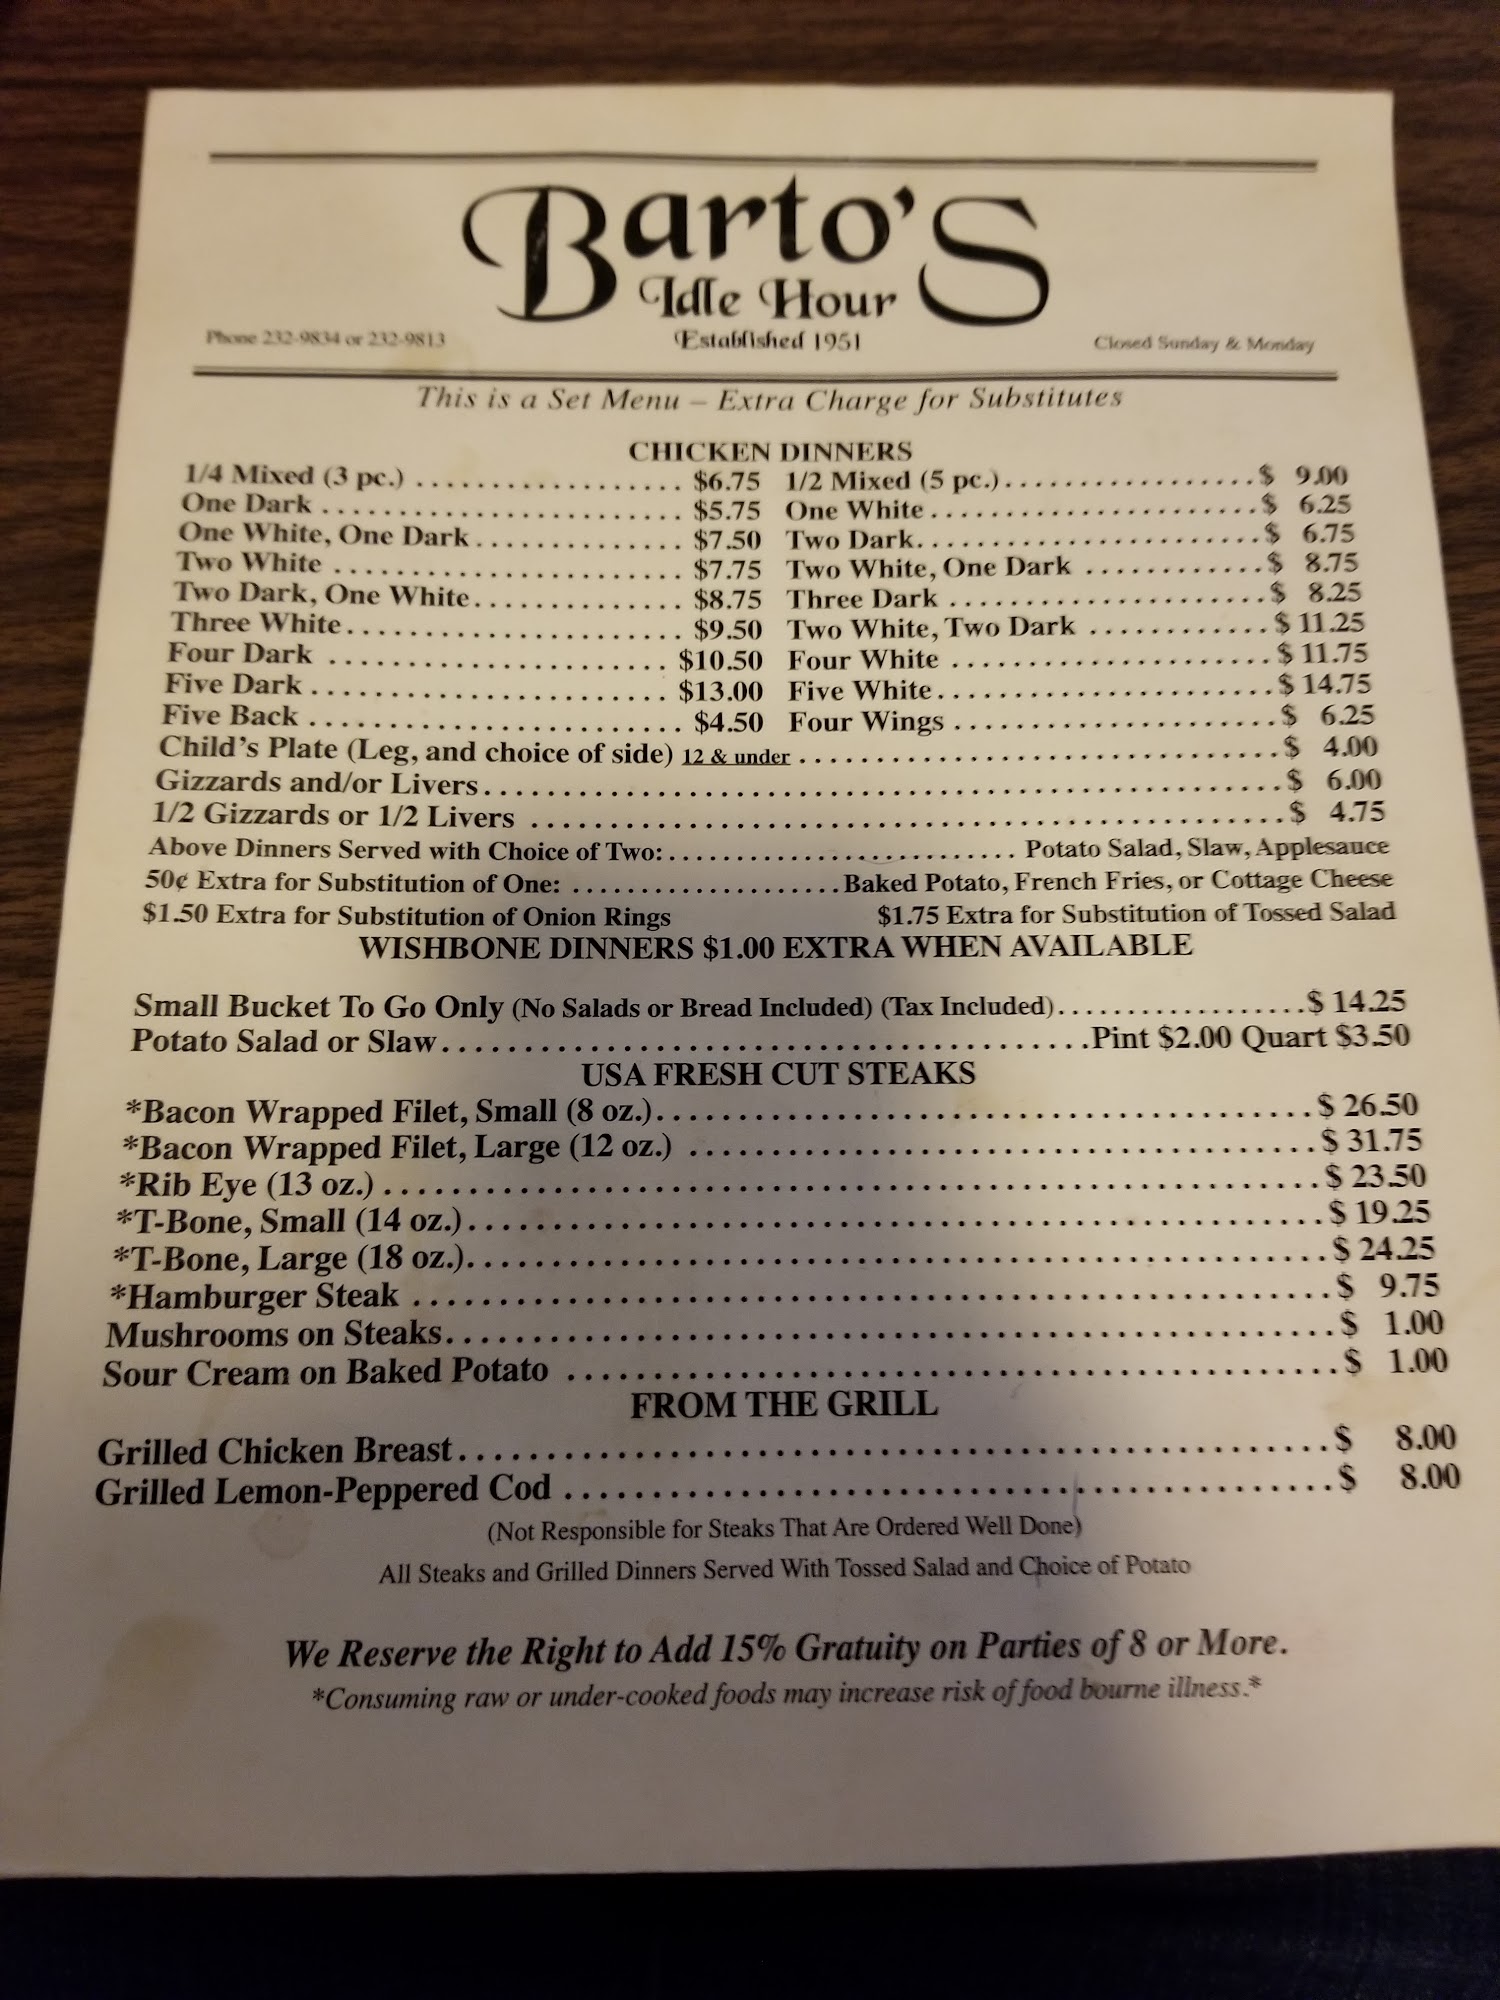 Barto's
Idle Hour
Established 1951
Phone 232-9834 or 232-9813
Closed Sunday & Monday
This is a Set Menu – Extra Charge for Substitutes
CHICKEN DINNERS
1/4 Mixed (3 pc.) ................... $6.75 1/2 Mixed (5 pc.)..................$ 9.00
One Dark ......................... $5.75 One White.......................$ 6.25
One White, One Dark............... $7.50 Two Dark........................$ 6.75
Two White ........................ $7.75 Two White, One Dark .............$ 8.75
Two Dark, One White............... $8.75 Three Dark ......................$ 8.25
Three White........................ $9.50 Two White, Two Dark .............$ 11.25
Four Dark ........................ $10.50 Four White .......................$ 11.75
Five Dark ......................... $13.00 Five White........................$ 14.75
Five Back .......................... $4.50 Four Wings .......................$ 6.25
Child's Plate (Leg, and choice of side) 12 & under ..................................$ 4.00
Gizzards and/or Livers.........................................................$ 6.00
1/2 Gizzards or 1/2 Livers ......................................................$ 4.75
Above Dinners Served with Choice of Two:........................... Potato Salad, Slaw, Applesauce
50¢ Extra for Substitution of One: ....................Baked Potato, French Fries, or Cottage Cheese
$1.50 Extra for Substitution of Onion Rings $1.75 Extra for Substitution of Tossed Salad
WISHBONE DINNERS $1.00 EXTRA WHEN AVAILABLE
Small Bucket To Go Only (No Salads or Bread Included) (Tax Included)..................$ 14.25
Potato Salad or Slaw.............................................Pint $2.00 Quart $3.50
USA FRESH CUT STEAKS
*Bacon Wrapped Filet, Small (8 oz.)...............................................$ 26.50
*Bacon Wrapped Filet, Large (12 oz.) .............................................$ 31.75
*Rib Eye (13 oz.) ...................................................................$ 23.50
*T-Bone, Small (14 oz.).............................................................$ 19.25
*T-Bone, Large (18 oz.).............................................................$ 24.25
*Hamburger Steak .................................................................$ 9.75
Mushrooms on Steaks................................................................$ 1.00
Sour Cream on Baked Potato ......................................................$ 1.00
FROM THE GRILL
Grilled Chicken Breast..............................................................$ 8.00
Grilled Lemon-Peppered Cod .....................................................$ 8.00
(Not Responsible for Steaks That Are Ordered Well Done)
All Steaks and Grilled Dinners Served With Tossed Salad and Choice of Potato
We Reserve the Right to Add 15% Gratuity on Parties of 8 or More.
*Consuming raw or under-cooked foods may increase risk of food bourne illness.*